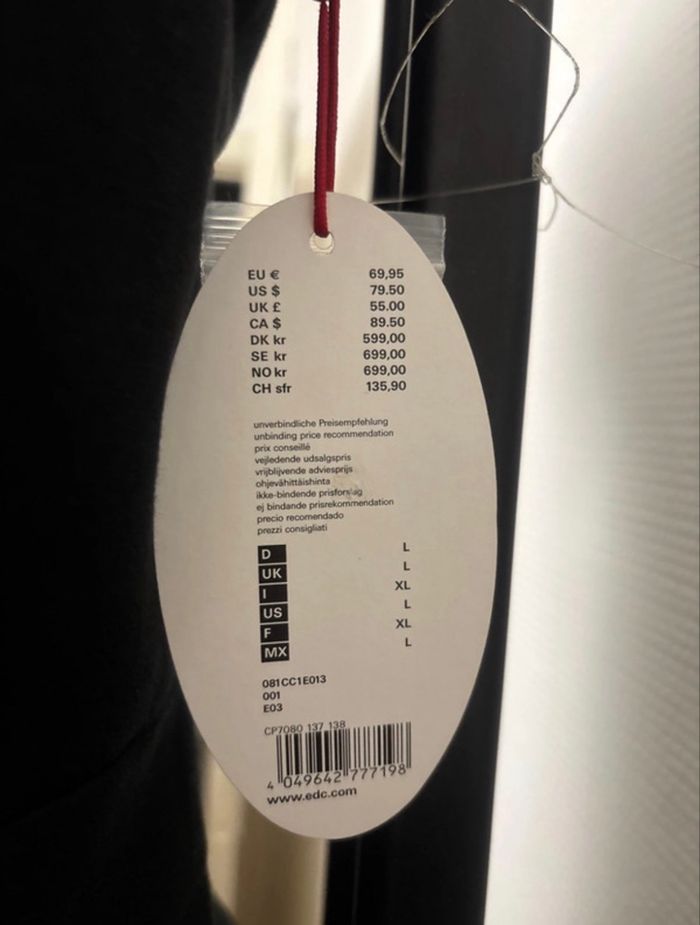 EU € 69,95
US $ 79.50
UK £ 55.00
CA $ 89.50
DK kr 599,00
SE kr 699,00
NO kr 699,00
CH sfr 135,90
unverbindliche Preisempfehlung
unbinding price recommendation
prix conseillé
vejledende udsalgspris
vrijblijvende adviesprijs
ohjevähittäishinta
ikke-bindende prisforslag
ej bindande prisrekommendation
precio recomendado
prezzi consigliati
D L
UK L
I XL
US L
F XL
MX L
081CC1E013
001
E03
CP7080 137 138
4 049642 777198
www.edc.com